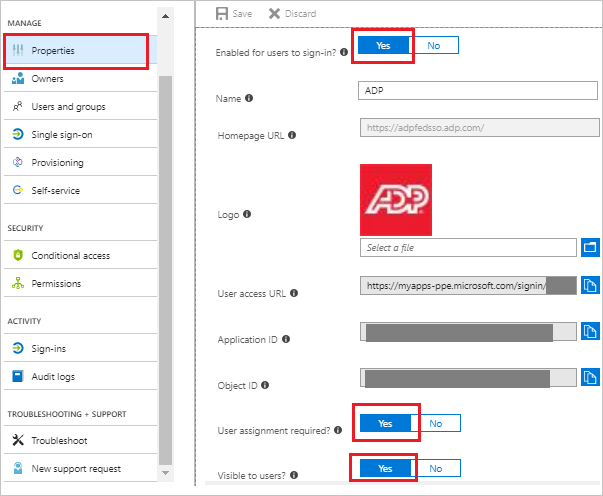 MANAGE
Properties
Owners
Users and groups
Single sign-on
Provisioning
Self-service
SECURITY
Conditional access
Permissions
ACTIVITY
Sign-ins
Audit logs
TROUBLESHOOTING + SUPPORT
Troubleshoot
New support request
Save Discard
Enabled for users to sign-in? Yes No
Name ADP
Homepage URL https://adpfedsso.adp.com/
Logo ADP
Select a file
User access URL https://myapps-ppe.microsoft.com/signin/
Application ID
Object ID
User assignment required? Yes No
Visible to users? Yes No